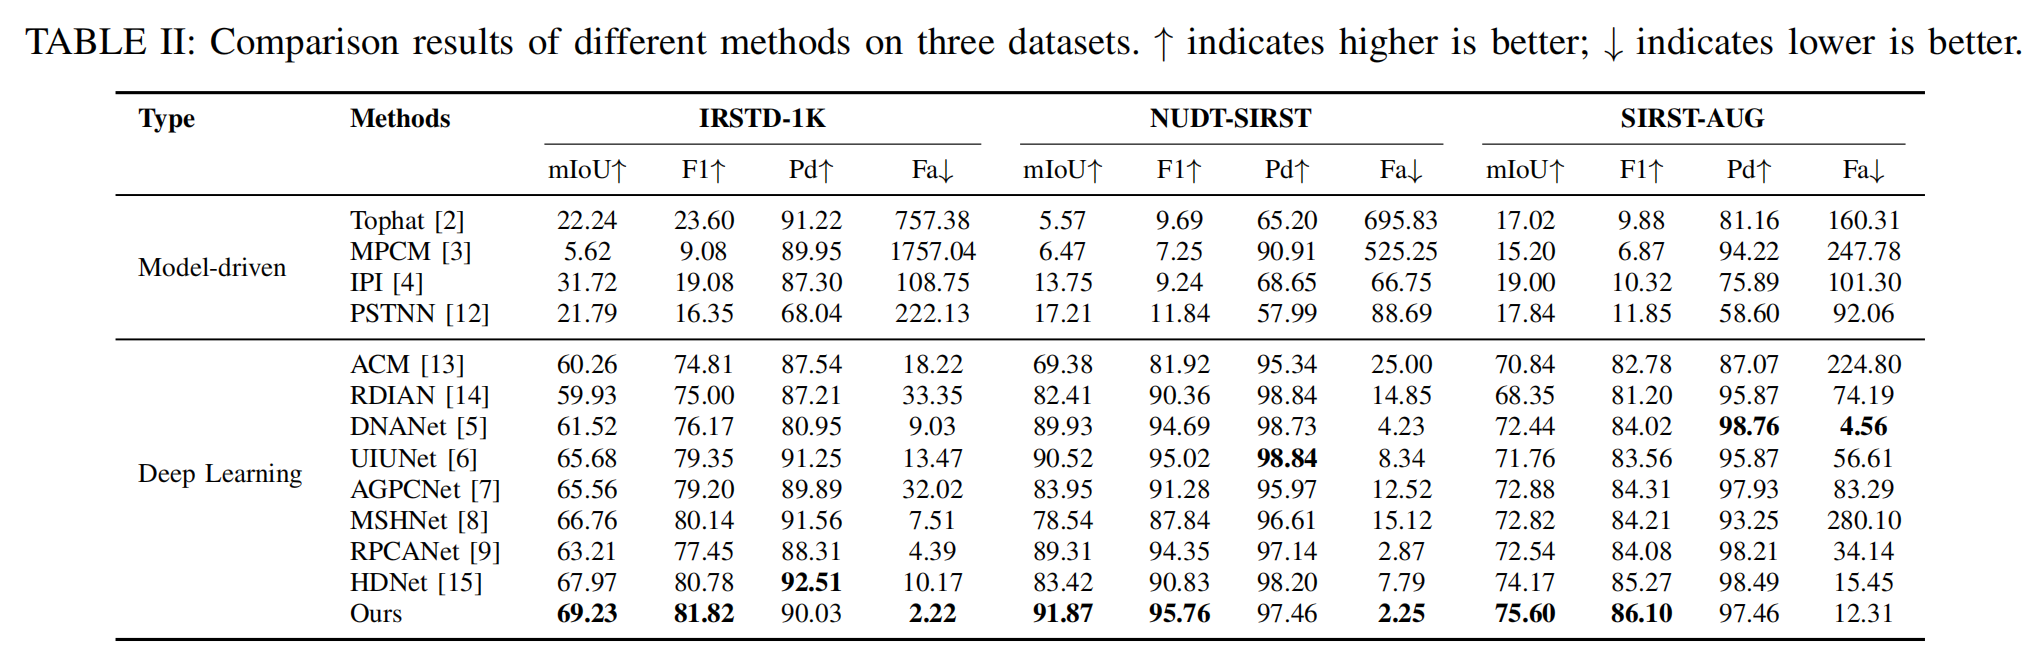 TABLE II: Comparison results of different methods on three datasets. ↑ indicates higher is better; ↓ indicates lower is better.
Type Methods IRSTD-1K NUDT-SIRST SIRST-AUG
mIoU↑ F1↑ Pd↑ Fa↓ mIoU↑ F1↑ Pd↑ Fa↓ mIoU↑ F1↑ Pd↑ Fa↓
Model-driven
Tophat [2] 22.24 23.60 91.22 757.38 5.57 9.69 65.20 695.83 17.02 9.88 81.16 160.31
MPCM [3] 5.62 9.08 89.95 1757.04 6.47 7.25 90.91 525.25 15.20 6.87 94.22 247.78
IPI [4] 31.72 19.08 87.30 108.75 13.75 9.24 68.65 66.75 19.00 10.32 75.89 101.30
PSTNN [12] 21.79 16.35 68.04 222.13 17.21 11.84 57.99 88.69 17.84 11.85 58.60 92.06
Deep Learning
ACM [13] 60.26 74.81 87.54 18.22 69.38 81.92 95.34 25.00 70.84 82.78 87.07 224.80
RDIAN [14] 59.93 75.00 87.21 33.35 82.41 90.36 98.84 14.85 68.35 81.20 95.87 74.19
DNANet [5] 61.52 76.17 80.95 9.03 89.93 94.69 98.73 4.23 72.44 84.02 98.76 4.56
UIUNet [6] 65.68 79.35 91.25 13.47 90.52 95.02 98.84 8.34 71.76 83.56 95.87 56.61
AGPCNet [7] 65.56 79.20 89.89 32.02 83.95 91.28 95.97 12.52 72.88 84.31 97.93 83.29
MSHNet [8] 66.76 80.14 91.56 7.51 78.54 87.84 96.61 15.12 72.82 84.21 93.25 280.10
RPCANet [9] 63.21 77.45 88.31 4.39 89.31 94.35 97.14 2.87 72.54 84.08 98.21 34.14
HDNet [15] 67.97 80.78 92.51 10.17 83.42 90.83 98.20 7.79 74.17 85.27 98.49 15.45
Ours 69.23 81.82 90.03 2.22 91.87 95.76 97.46 2.25 75.60 86.10 97.46 12.31